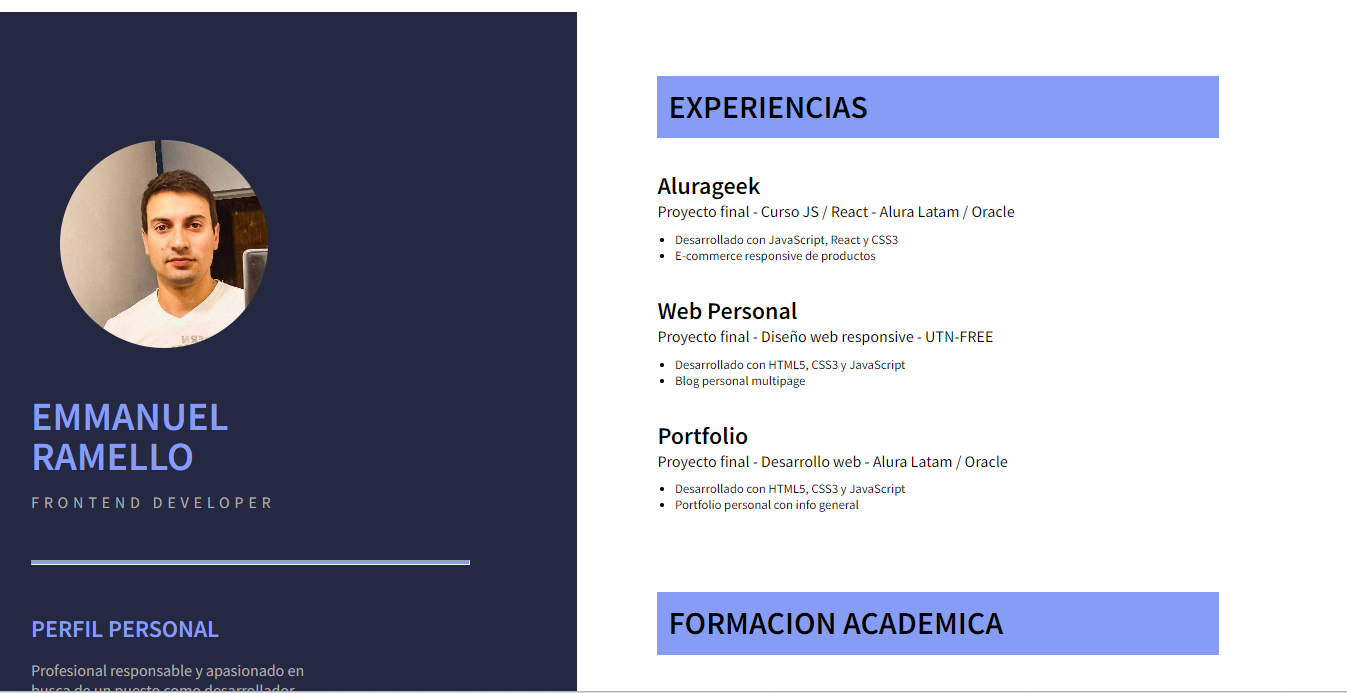 EMMANUEL
RAMELLO
FRONTEND DEVELOPER
PERFIL PERSONAL
Profesional responsable y apasionado en
busca de un puesto como desarrollador
EXPERIENCIAS
Alurageek
Proyecto final - Curso JS / React - Alura Latam / Oracle
Desarrollado con JavaScript, React y CSS3
E-commerce responsive de productos
Web Personal
Proyecto final - Diseño web responsive - UTN-FREE
Desarrollado con HTML5, CSS3 y JavaScript
Blog personal multipage
Portfolio
Proyecto final - Desarrollo web - Alura Latam / Oracle
Desarrollado con HTML5, CSS3 y JavaScript
Portfolio personal con info general
FORMACION ACADEMICA